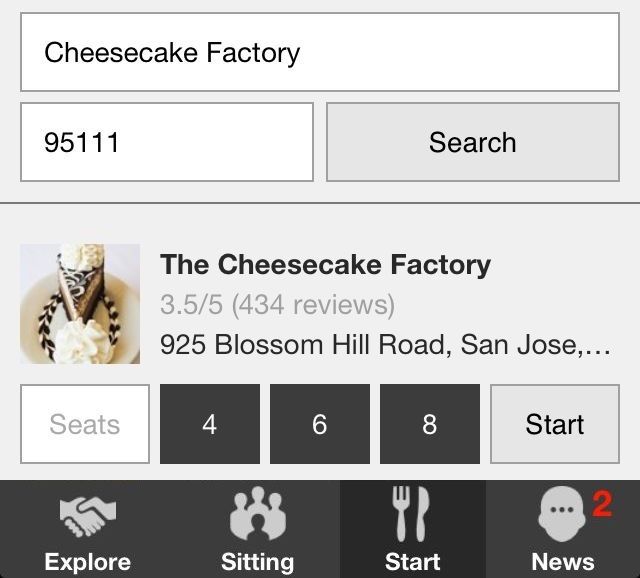 Cheesecake Factory
95111 Search
The Cheesecake Factory
3.5/5 (434 reviews)
925 Blossom Hill Road, San Jose,...
Seats 4 6 8 Start
2
Explore Sitting Start News